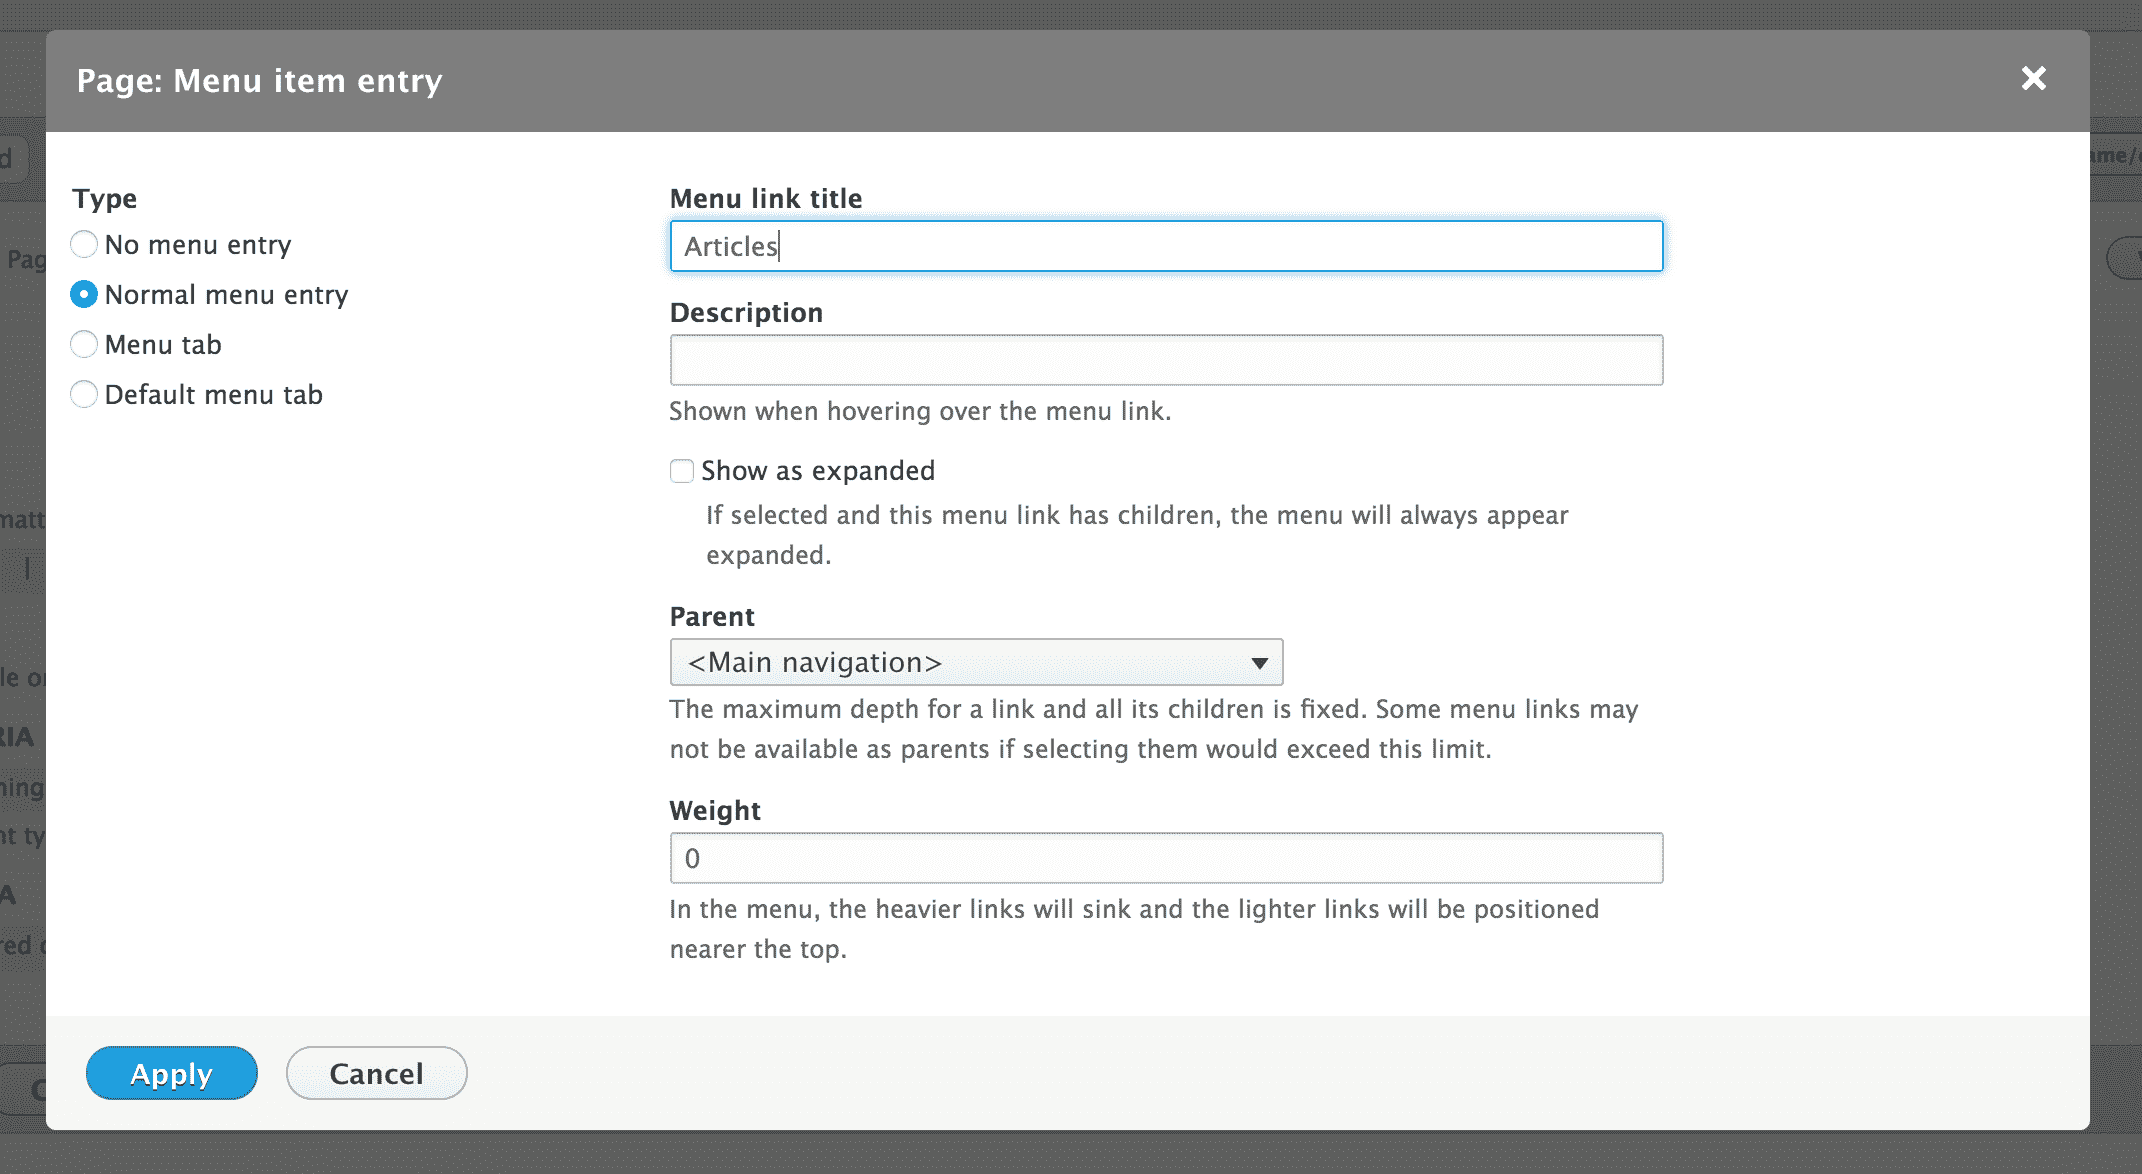 Page: Menu item entry
Type
No menu entry
Normal menu entry
Menu tab
Default menu tab
Menu link title
Articles
Description
Shown when hovering over the menu link.
Show as expanded
If selected and this menu link has children, the menu will always appear
expanded.
Parent
<Main navigation>
The maximum depth for a link and all its children is fixed. Some menu links may
not be available as parents if selecting them would exceed this limit.
Weight
0
In the menu, the heavier links will sink and the lighter links will be positioned
nearer the top.
Apply
Cancel